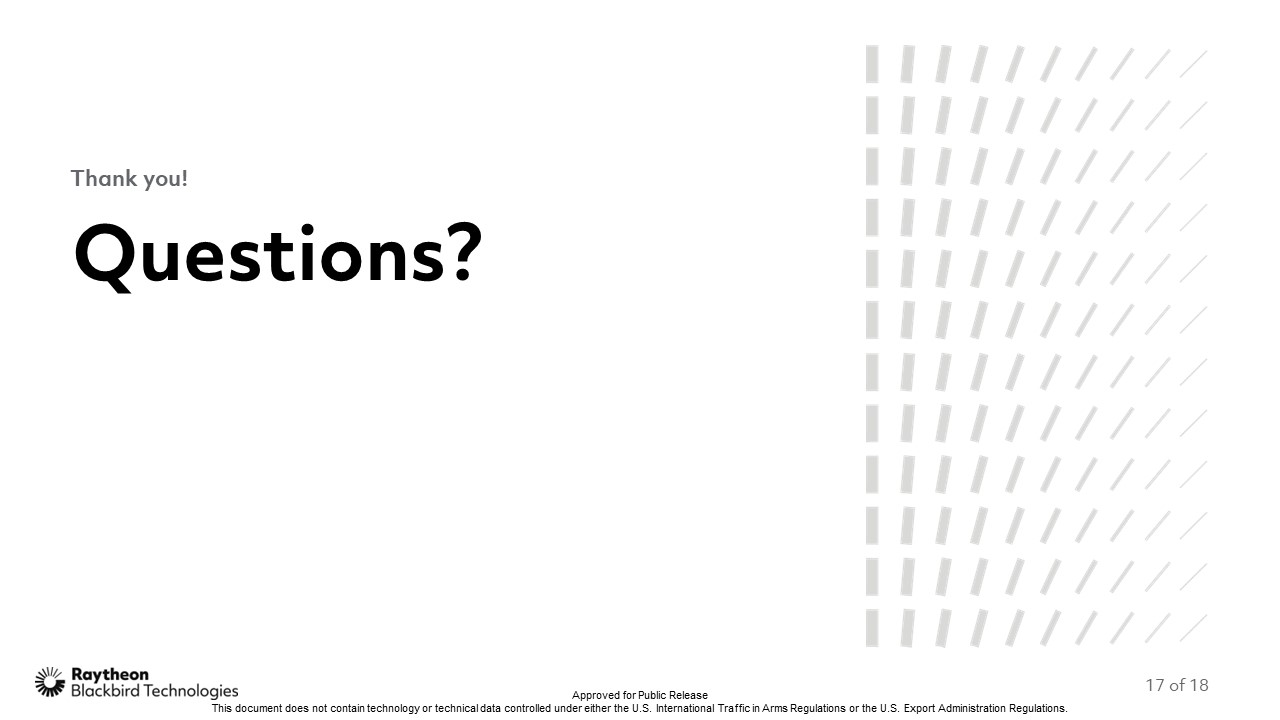 Thank you!
Questions?
Raytheon
Blackbird Technologies
17 of 18
Approved for Public Release
This document does not contain technology or technical data controlled under either the U.S. International Traffic in Arms Regulations or the U.S. Export Administration Regulations.